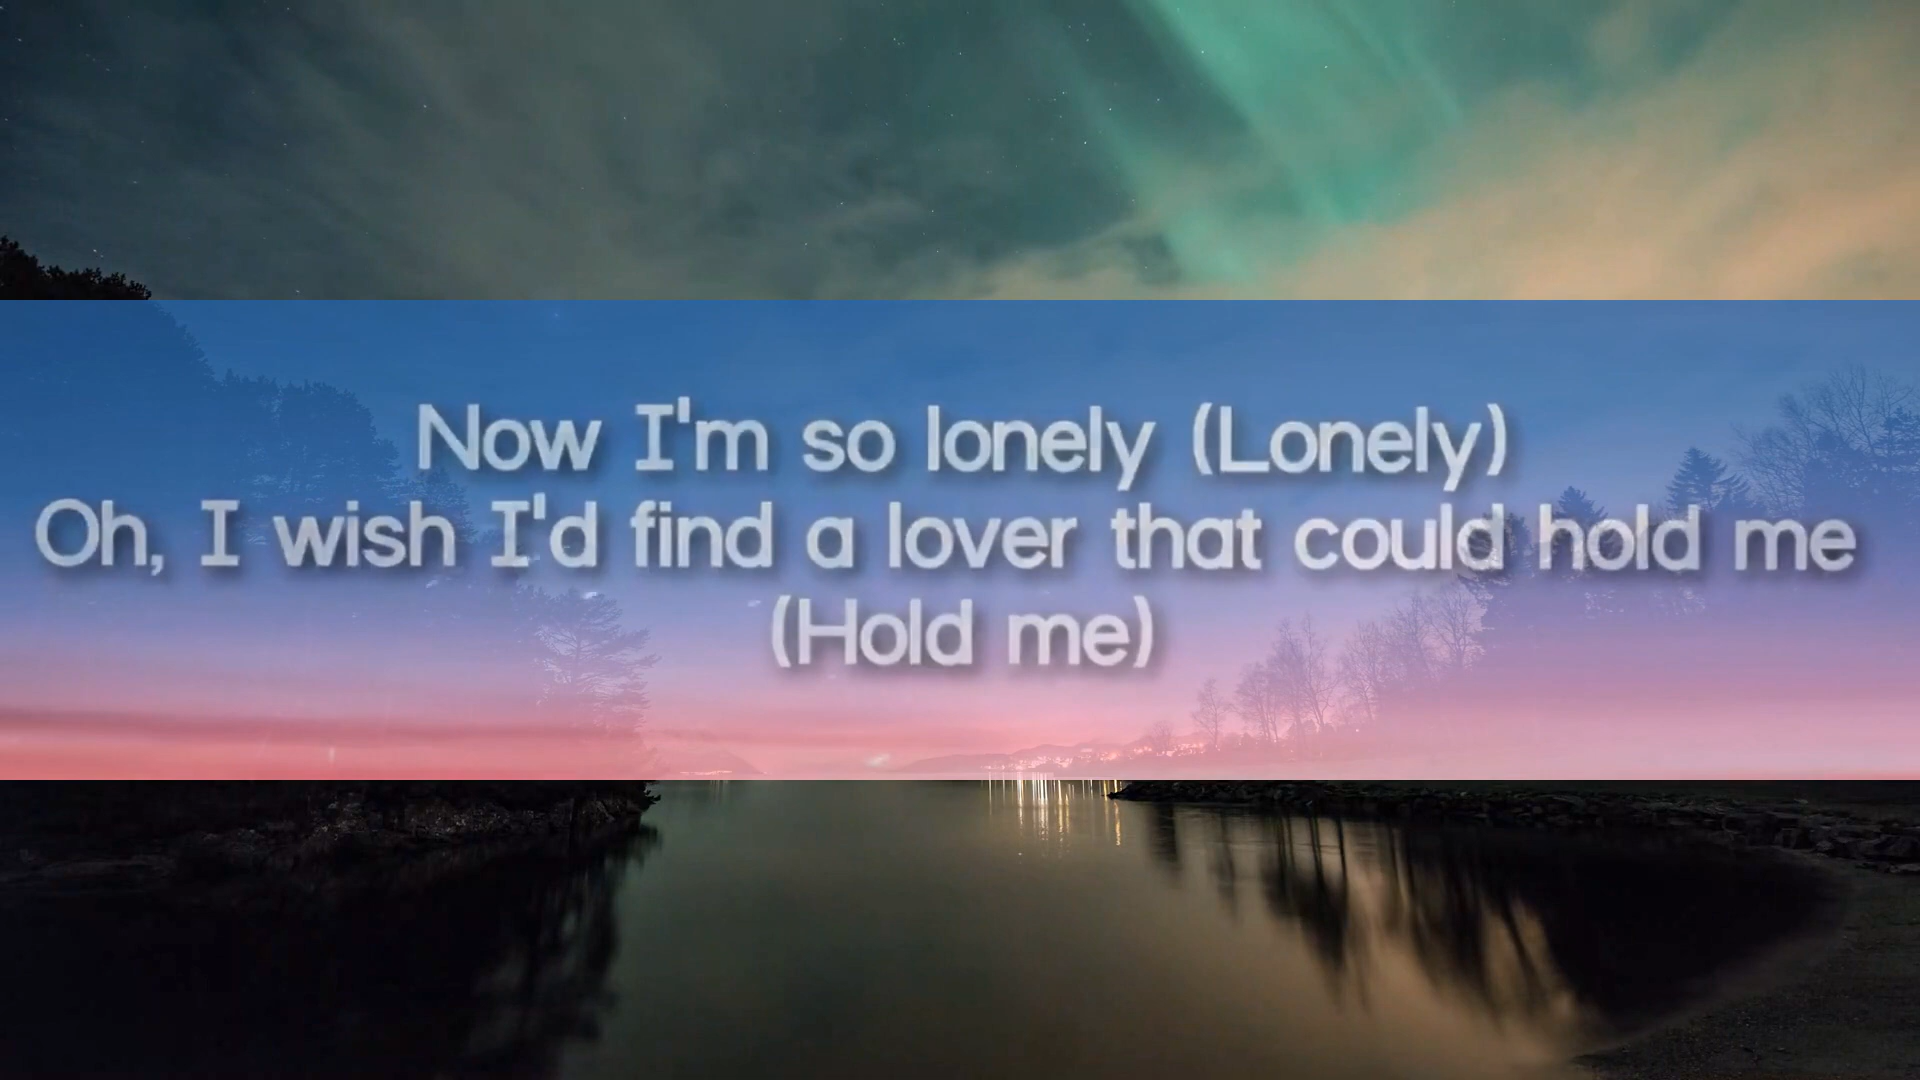 Now I'm so lonely (Lonely)
Oh, I wish I'd find a lover that could hold me
(Hold me)